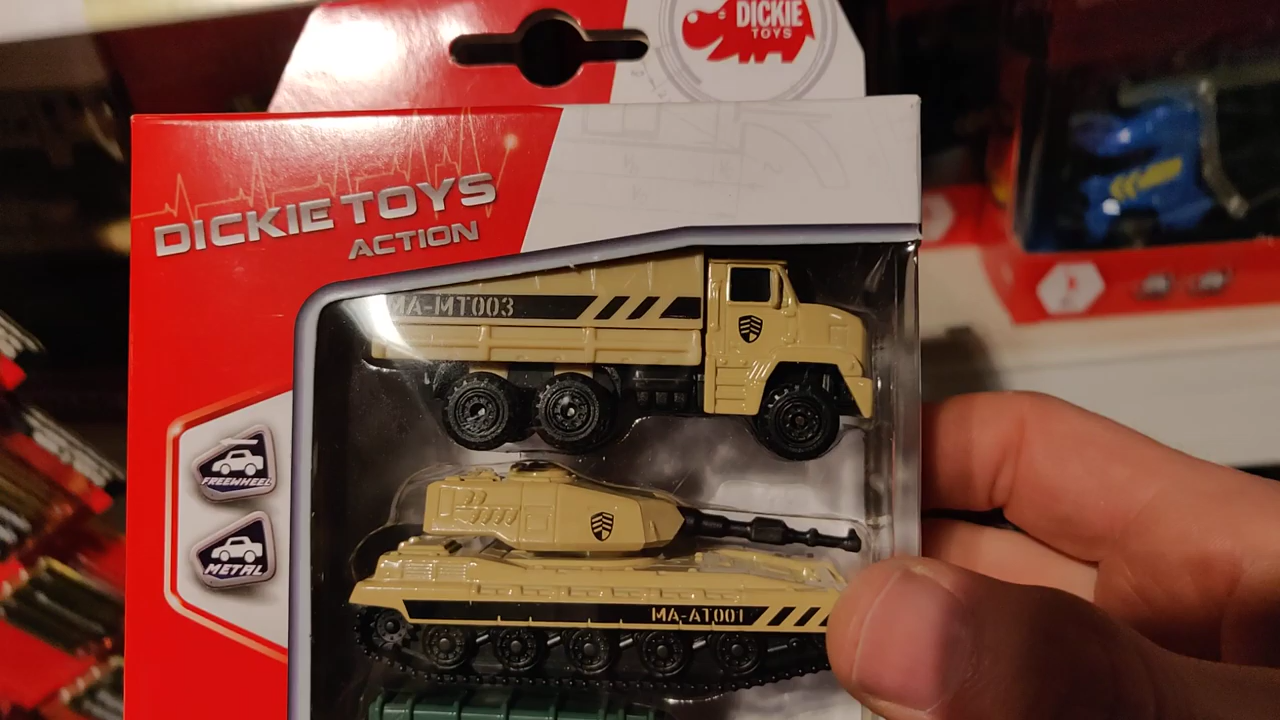 DICKIE
TOYS
DICKIE TOYS
ACTION
MA-MT003
FREEWHEEL
METAL
MA-AT001